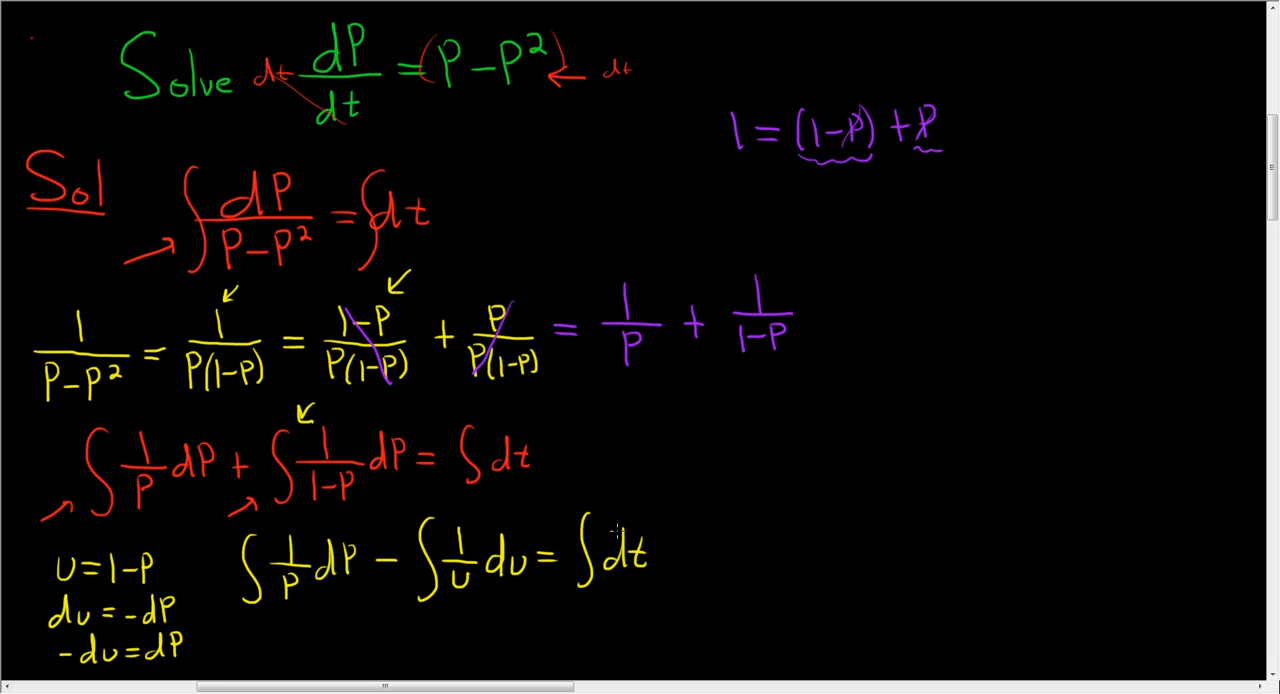 Solve dt dP/dt = (P - P²) ← dt
1 = (1-P) + P
Sol ∫ dP/(P-P²) = ∫ dt
1/(P-P²) = 1/(P(1-P)) = (1-P)/(P(1-P)) + P/(P(1-P)) = 1/P + 1/(1-P)
∫ 1/P dP + ∫ 1/(1-P) dP = ∫ dt
∫ 1/P dP - ∫ 1/u du = ∫ dt
u = 1-P
du = -dP
-du = dP